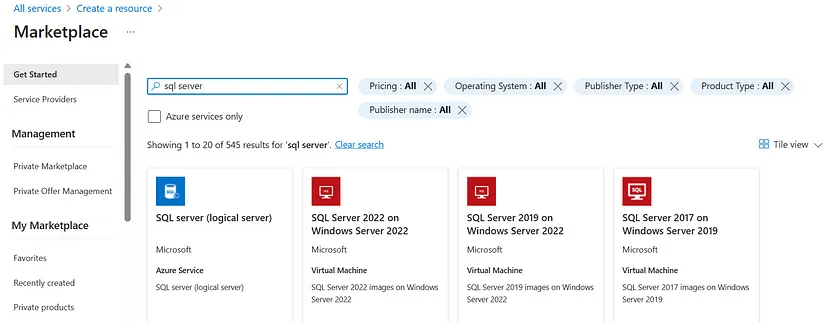 All services > Create a resource >
Marketplace ...
Get Started
Service Providers
Management
Private Marketplace
Private Offer Management
My Marketplace
Favorites
Recently created
Private products
sql server
Pricing : All
Operating System : All
Publisher Type : All
Product Type : All
Publisher name : All
Azure services only
Showing 1 to 20 of 545 results for 'sql server'. Clear search
Tile view
SQL
SQL server (logical server)
Microsoft
Azure Service
SQL server (logical server)
SQL Server 2022 on
Windows Server 2022
Microsoft
Virtual Machine
SQL Server 2022 images on Windows
Server 2022
SQL Server 2019 on
Windows Server 2022
Microsoft
Virtual Machine
SQL Server 2019 images on Windows
Server 2022
SQL
SQL Server 2017 on
Windows Server 2019
Microsoft
Virtual Machine
SQL Server 2017 images on Windows
Server 2019